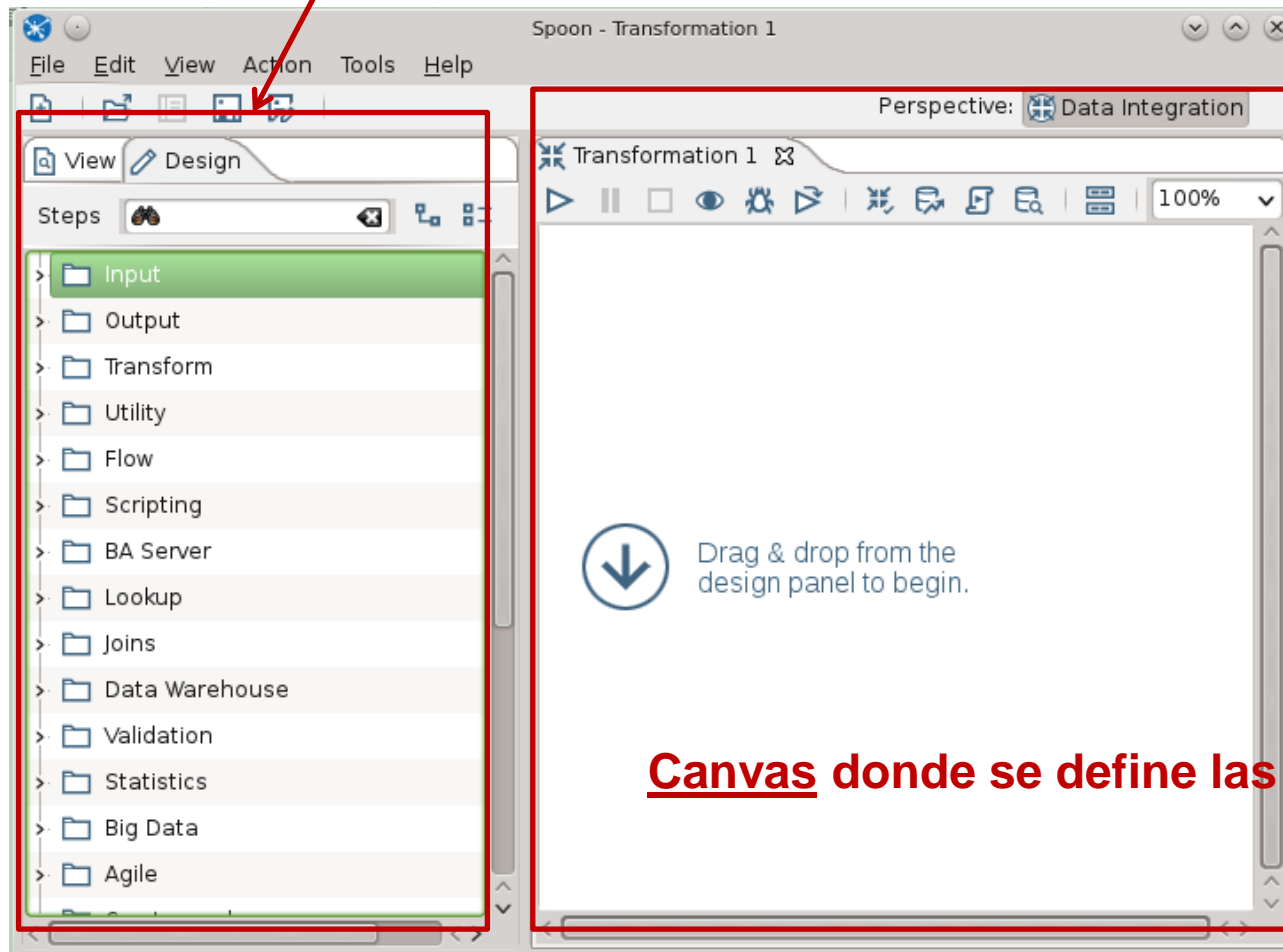 Spoon - Transformation 1
File Edit View Action Tools Help
Perspective: Data Integration
View Design
Transformation 1
Steps
100%
Input
Output
Transform
Utility
Flow
Scripting
BA Server
Lookup
Joins
Data Warehouse
Validation
Statistics
Big Data
Agile
Drag & drop from the
design panel to begin.
Canvas donde se define las